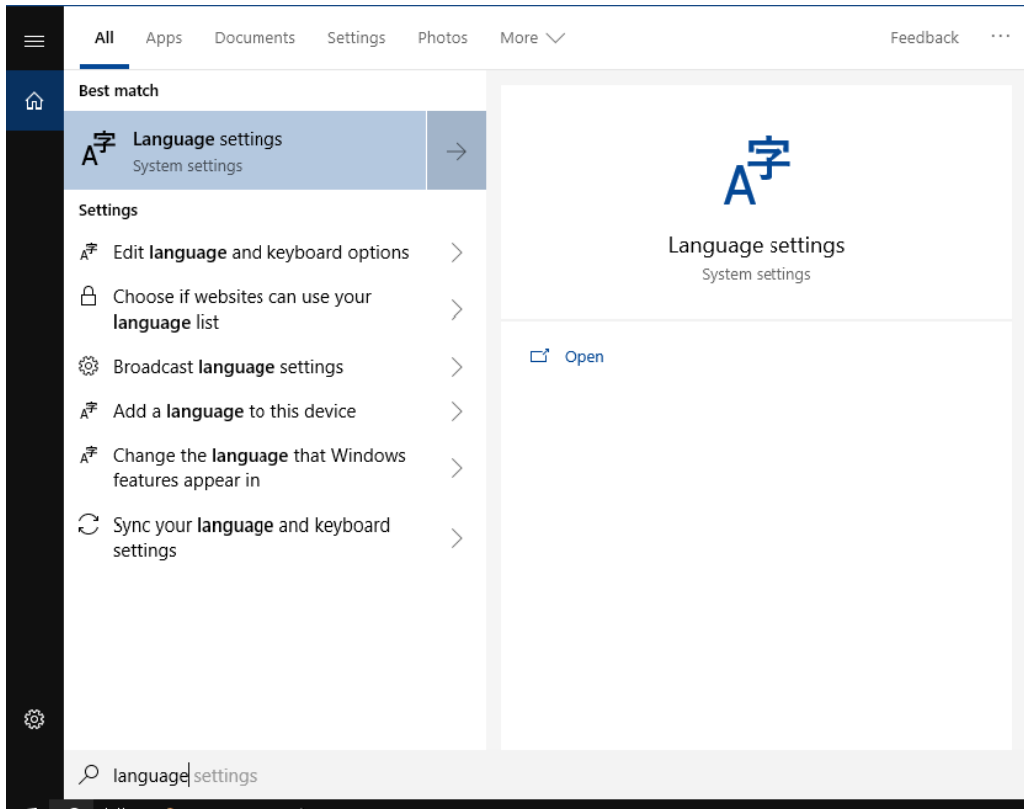 All Apps Documents Settings Photos More Feedback ...
Best match
Language settings
System settings
Settings
Edit language and keyboard options
Choose if websites can use your
language list
Broadcast language settings
Add a language to this device
Change the language that Windows
features appear in
Sync your language and keyboard
settings
A字
Language settings
System settings
Open
language settings